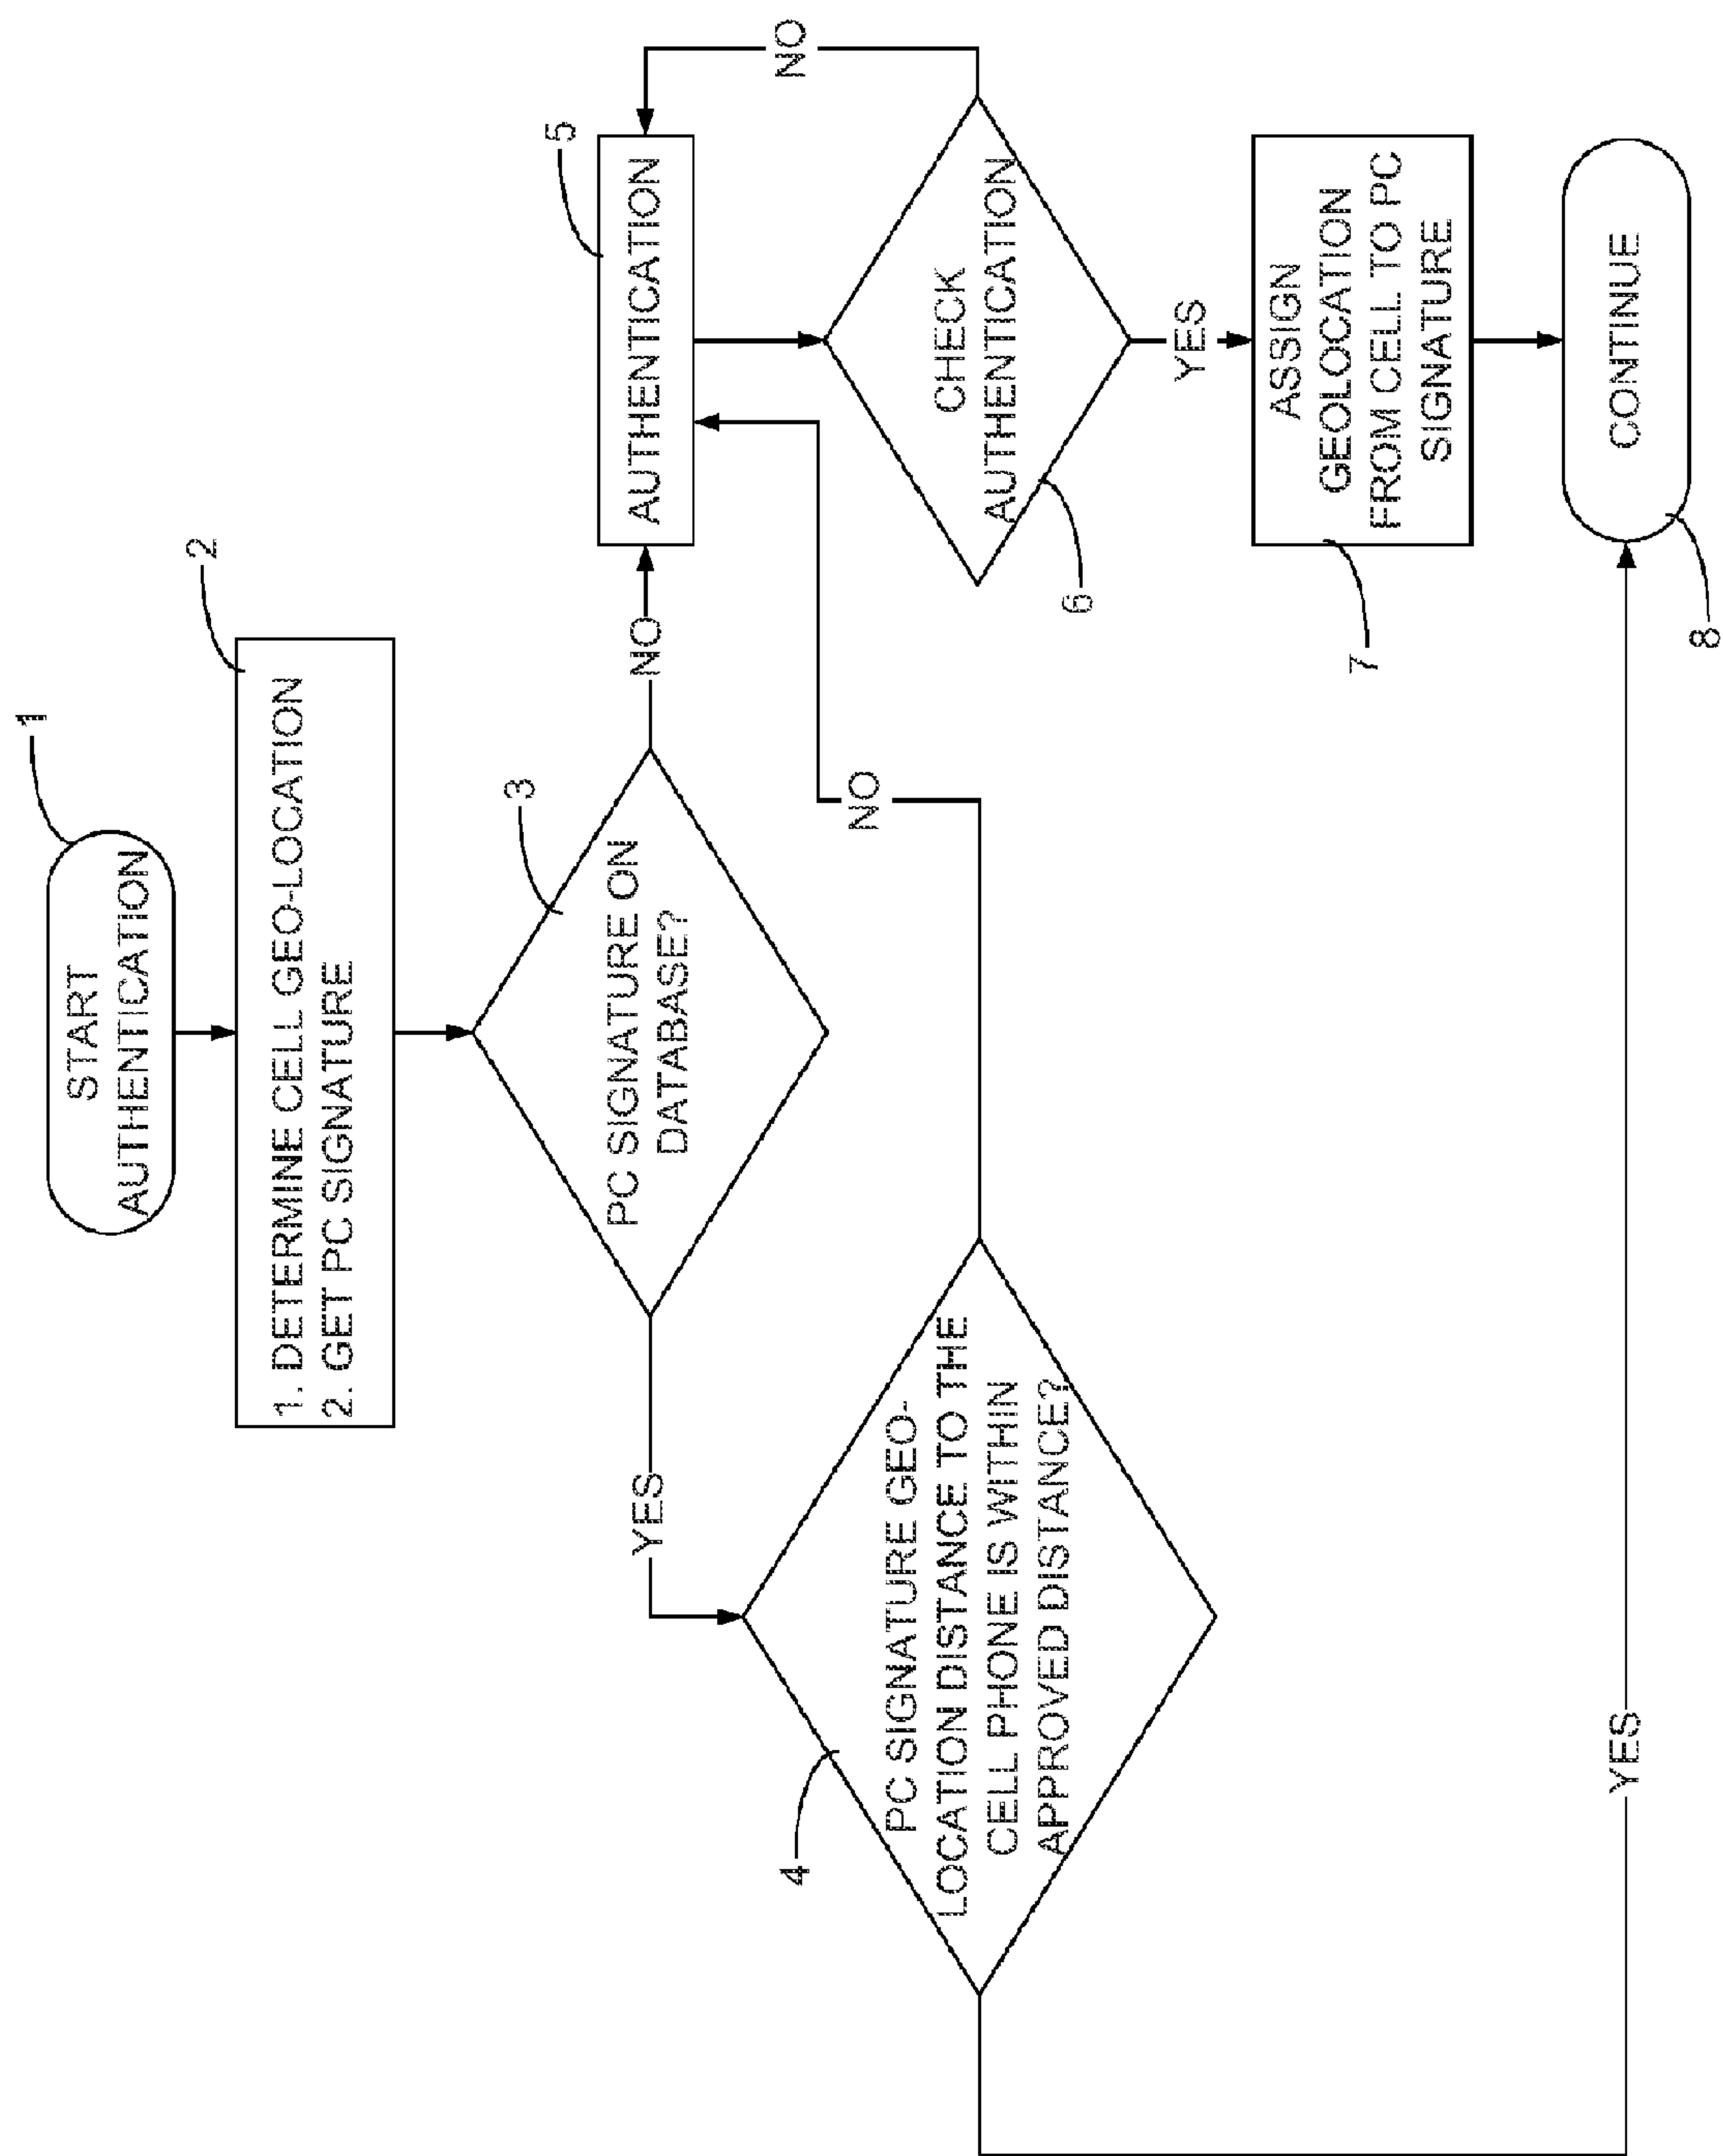 1
START
AUTHENTICATION
2
1. DETERMINE CELL GEO-LOCATION
2. GET PC SIGNATURE
3
PC SIGNATURE ON
DATABASE?
YES
NO
4
PC SIGNATURE GEO-
LOCATION DISTANCE TO THE
CELL PHONE IS WITHIN
APPROVED DISTANCE?
NO
YES
5
AUTHENTICATION
6
CHECK
AUTHENTICATION
NO
YES
7
ASSIGN
GEOLOCATION
FROM CELL TO PC
SIGNATURE
8
CONTINUE